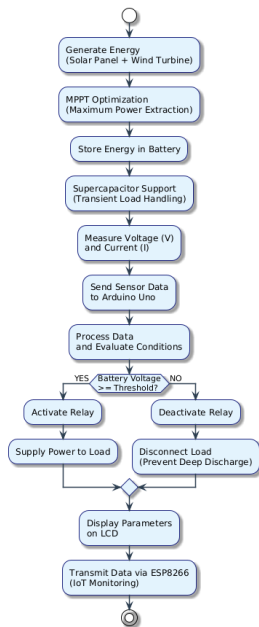 Generate Energy
(Solar Panel + Wind Turbine)
MPPT Optimization
(Maximum Power Extraction)
Store Energy in Battery
Supercapacitor Support
(Transient Load Handling)
Measure Voltage (V)
and Current (I)
Send Sensor Data
to Arduino Uno
Process Data
and Evaluate Conditions
YES
Battery Voltage
>= Threshold?
NO
Activate Relay
Deactivate Relay
Supply Power to Load
Disconnect Load
(Prevent Deep Discharge)
Display Parameters
on LCD
Transmit Data via ESP8266
(IoT Monitoring)